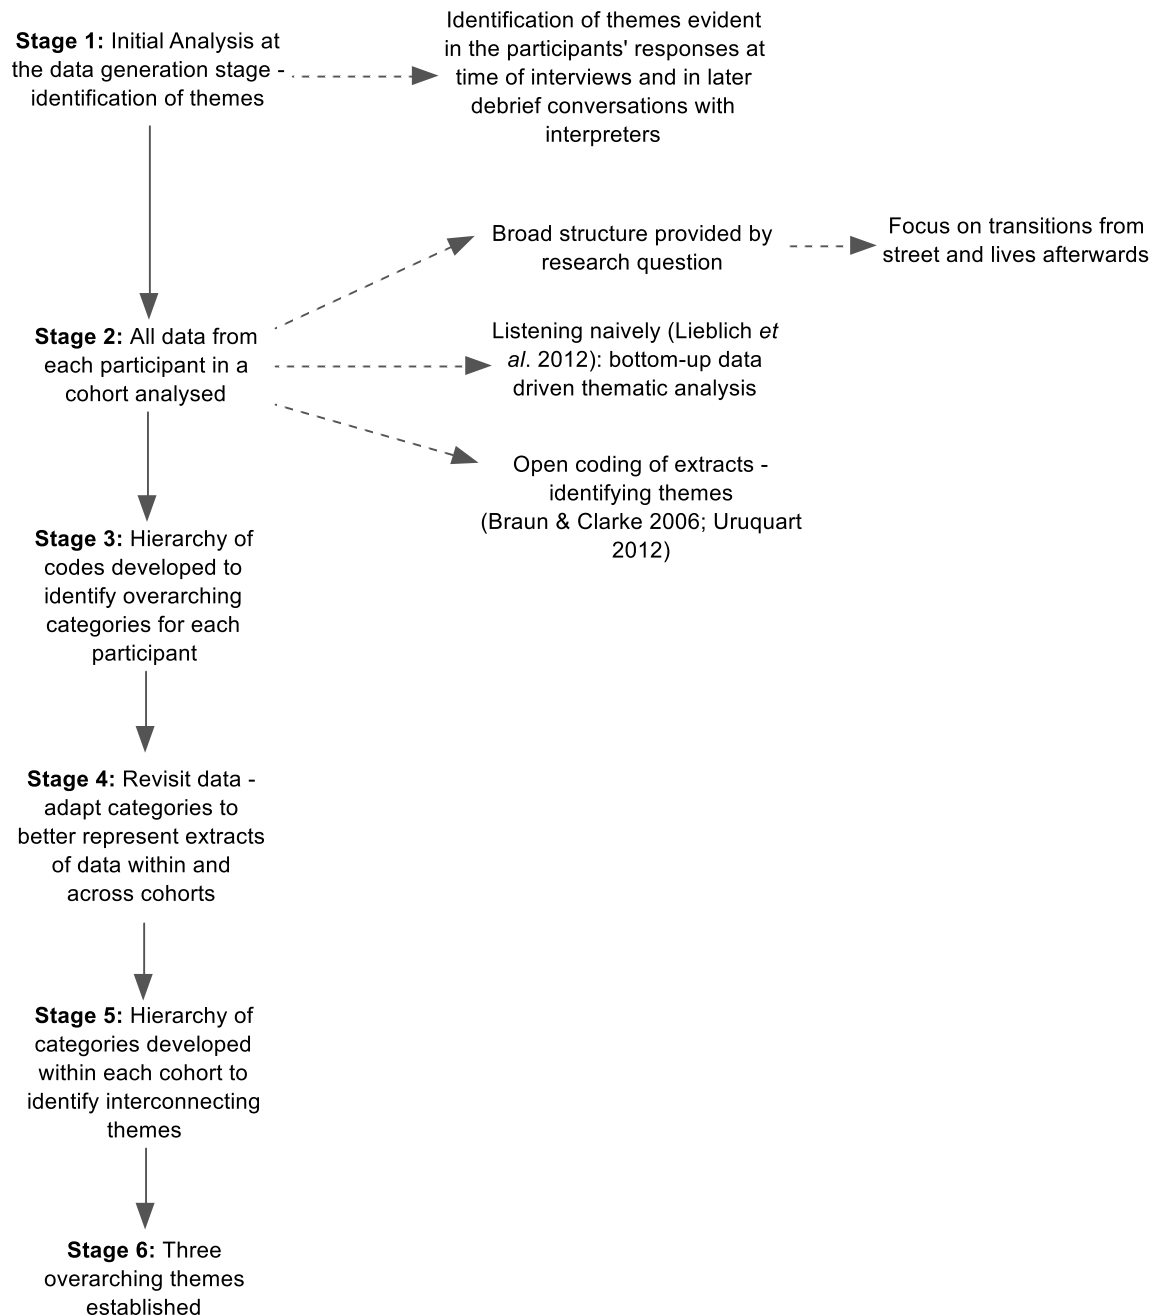 Stage 1: Initial Analysis at
the data generation stage -
identification of themes
Identification of themes evident
in the participants' responses at
time of interviews and in later
debrief conversations with
interpreters
Broad structure provided by
research question
Focus on transitions from
street and lives afterwards
Stage 2: All data from
each participant in a
cohort analysed
Listening naively (Lieblich et
al. 2012): bottom-up data
driven thematic analysis
Open coding of extracts -
identifying themes
(Braun & Clarke 2006; Uruquart
2012)
Stage 3: Hierarchy of
codes developed to
identify overarching
categories for each
participant
Stage 4: Revisit data -
adapt categories to
better represent extracts
of data within and
across cohorts
Stage 5: Hierarchy of
categories developed
within each cohort to
identify interconnecting
themes
Stage 6: Three
overarching themes
established